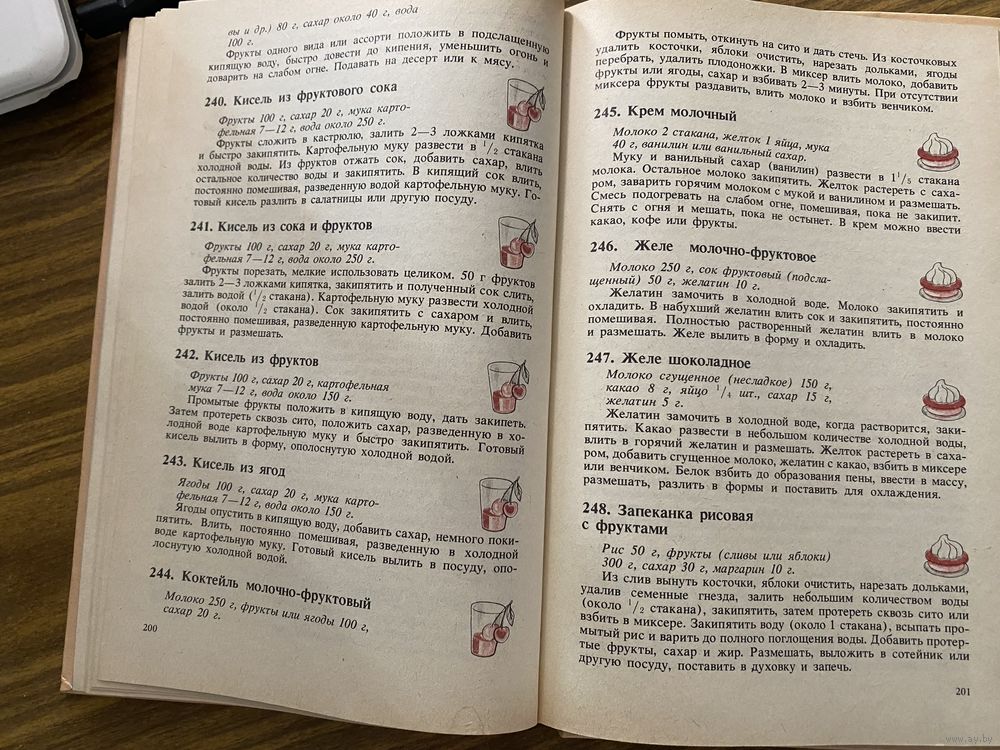 вы и др.) 80 г, сахар около 40 г, вода
100 г.
Фрукты одного вида или ассорти положить в подслащенную
кипящую воду, быстро довести до кипения, уменьшить огонь и
доварить на слабом огне. Подавать на десерт или к мясу.
240. Кисель из фруктового сока
Фрукты 100 г, сахар 20 г, мука карто-
фельная 7—12 г, вода около 250 г.
Фрукты сложить в кастрюлю, залить 2—3 ложками кипятка
и быстро закипятить. Картофельную муку развести в 1/2 стакана
холодной воды. Из фруктов отжать сок, добавить сахар, влить
остальное количество воды и закипятить. В кипящий сок влить,
постоянно помешивая, разведенную водой картофельную муку. Го-
товый кисель разлить в салатницы или другую посуду.
241. Кисель из сока и фруктов
Фрукты 100 г, сахар 20 г, мука карто-
фельная 7—12 г, вода около 250 г.
Фрукты порезать, мелкие использовать целиком. 50 г фруктов
залить 2—3 ложками кипятка, закипятить и полученный сок слить,
залить водой (1/2 стакана). Картофельную муку развести холодной
водой (около 1/2 стакана). Сок закипятить с сахаром и влить,
постоянно помешивая, разведенную картофельную муку. Добавить
фрукты и размешать.
242. Кисель из фруктов
Фрукты 100 г, сахар 20 г, картофельная
мука 7—12 г, вода около 150 г.
Промытые фрукты положить в кипящую воду, дать закипеть.
Затем протереть сквозь сито, положить сахар, разведенную в хо-
лодной воде картофельную муку и быстро закипятить. Готовый
кисель вылить в форму, ополоснутую холодной водой.
243. Кисель из ягод
Ягоды 100 г, сахар 20 г, мука карто-
фельная 7—12 г, вода около 150 г.
Ягоды опустить в кипящую воду, добавить сахар, немного поки-
пятить. Влить, постоянно помешивая, разведенную в холодной
воде картофельную муку. Готовый кисель вылить в посуду, опо-
лоснутую холодной водой.
244. Коктейль молочно-фруктовый
Молоко 250 г, фрукты или ягоды 100 г,
сахар 20 г.
200
Фрукты помыть, откинуть на сито и дать стечь. Из косточковых
удалить косточки, яблоки очистить, нарезать дольками, ягоды
перебрать, удалить плодоножки. В миксер влить молоко, добавить
фрукты или ягоды, сахар и взбивать 2—3 минуты. При отсутствии
миксера фрукты раздавить, влить молоко и взбить венчиком.
245. Крем молочный
Молоко 2 стакана, желток 1 яйца, мука
40 г, ванилин или ванильный сахар.
Муку и ванильный сахар (ванилин) развести в 1 1/5 стакана
молока. Остальное молоко закипятить. Желток растереть с саха-
ром, заварить горячим молоком с мукой и ванилином и размешать.
Смесь подогревать на слабом огне, помешивая, пока не закипит.
Снять с огня и мешать, пока не остынет. В крем можно ввести
какао, кофе или фрукты.
246. Желе молочно-фруктовое
Молоко 250 г, сок фруктовый (подсла-
щенный) 50 г, желатин 10 г.
Желатин замочить в холодной воде. Молоко закипятить и
охладить. В набухший желатин влить сок и закипятить, постоянно
помешивая. Полностью растворенный желатин влить в молоко
и размешать. Желе вылить в форму и охладить.
247. Желе шоколадное
Молоко сгущенное (несладкое) 150 г,
какао 8 г, яйцо 1/4 шт., сахар 15 г,
желатин 5 г.
Желатин замочить в холодной воде, когда растворится, заки-
пятить. Какао развести в небольшом количестве холодной воды,
влить в горячий желатин и размешать. Желток растереть в саха-
ром, добавить сгущенное молоко, желатин с какао, взбить в миксере
или венчиком. Белок взбить до образования пены, ввести в массу,
размешать, разлить в формы и поставить для охлаждения.
248. Запеканка рисовая
с фруктами
Рис 50 г, фрукты (сливы или яблоки)
300 г, сахар 30 г, маргарин 10 г.
Из слив вынуть косточки, яблоки очистить, нарезать дольками,
удалив семенные гнезда, залить небольшим количеством воды
(около 1/2 стакана), закипятить, затем протереть сквозь сито или
взбить в миксере. Закипятить воду (около 1 стакана), всыпать про-
мытый рис и варить до полного поглощения воды. Добавить протер-
тые фрукты, сахар и жир. Размешать, выложить в сотейник или
другую посуду, поставить в духовку и запечь.
201
www.ay.by